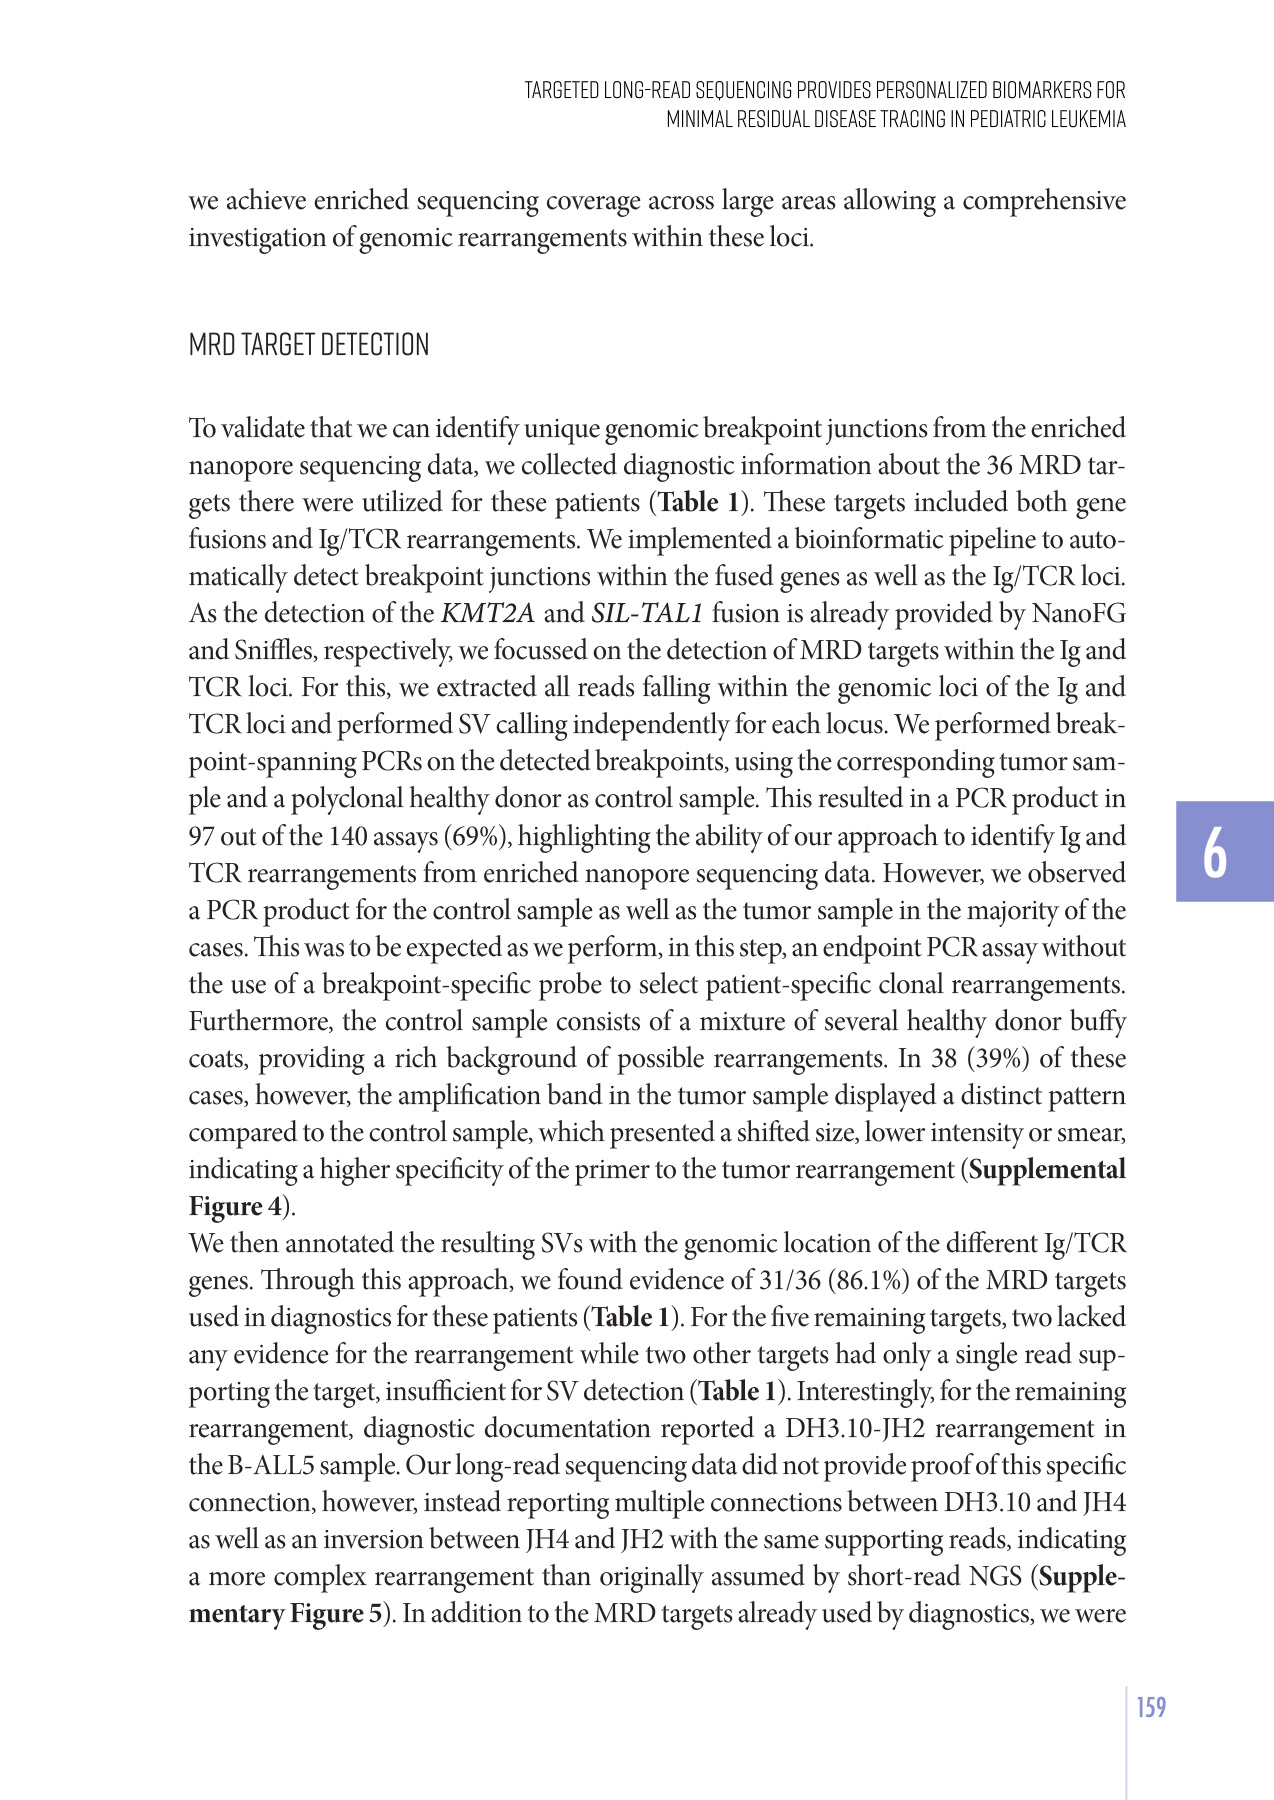 TARGETED LONG-READ SEQUENCING PROVIDES PERSONALIZED BIOMARKERS FOR
MINIMAL RESIDUAL DISEASE TRACING IN PEDIATRIC LEUKEMIA
we achieve enriched sequencing coverage across large areas allowing a comprehensive
investigation of genomic rearrangements within these loci.
MRD TARGET DETECTION
To validate that we can identify unique genomic breakpoint junctions from the enriched
nanopore sequencing data, we collected diagnostic information about the 36 MRD tar-
gets there were utilized for these patients (Table 1). These targets included both gene
fusions and Ig/TCR rearrangements. We implemented a bioinformatic pipeline to auto-
matically detect breakpoint junctions within the fused genes as well as the Ig/TCR loci.
As the detection of the KMT2A and SIL-TAL1 fusion is already provided by NanoFG
and Sniffles, respectively, we focussed on the detection of MRD targets within the Ig and
TCR loci. For this, we extracted all reads falling within the genomic loci of the Ig and
TCR loci and performed SV calling independently for each locus. We performed break-
point-spanning PCRs on the detected breakpoints, using the corresponding tumor sam-
ple and a polyclonal healthy donor as control sample. This resulted in a PCR product in
97 out of the 140 assays (69%), highlighting the ability of our approach to identify Ig and
TCR rearrangements from enriched nanopore sequencing data. However, we observed
a PCR product for the control sample as well as the tumor sample in the majority of the
cases. This was to be expected as we perform, in this step, an endpoint PCR assay without
the use of a breakpoint-specific probe to select patient-specific clonal rearrangements.
Furthermore, the control sample consists of a mixture of several healthy donor buffy
coats, providing a rich background of possible rearrangements. In 38 (39%) of these
cases, however, the amplification band in the tumor sample displayed a distinct pattern
compared to the control sample, which presented a shifted size, lower intensity or smear,
indicating a higher specificity of the primer to the tumor rearrangement (Supplemental
Figure 4).
We then annotated the resulting SVs with the genomic location of the different Ig/TCR
genes. Through this approach, we found evidence of 31/36 (86.1%) of the MRD targets
used in diagnostics for these patients (Table 1). For the five remaining targets, two lacked
any evidence for the rearrangement while two other targets had only a single read sup-
porting the target, insufficient for SV detection (Table 1). Interestingly, for the remaining
rearrangement, diagnostic documentation reported a DH3.10-JH2 rearrangement in
the B-ALL5 sample. Our long-read sequencing data did not provide proof of this specific
connection, however, instead reporting multiple connections between DH3.10 and JH4
as well as an inversion between JH4 and JH2 with the same supporting reads, indicating
a more complex rearrangement than originally assumed by short-read NGS (Supple-
mentary Figure 5). In addition to the MRD targets already used by diagnostics, we were
6
159